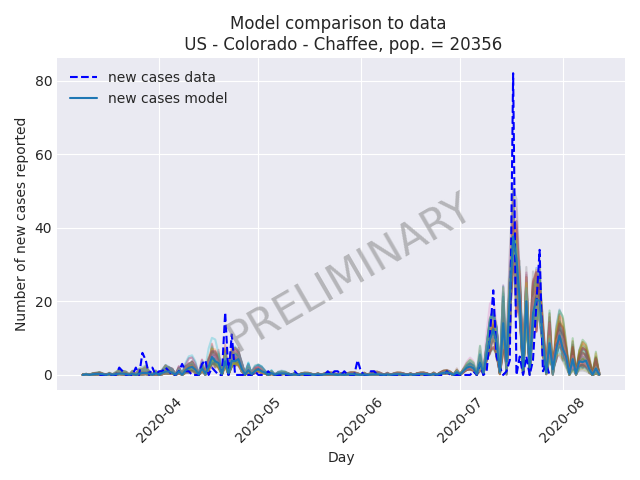 Model comparison to data
US - Colorado - Chaffee, pop. = 20356
new cases data
new cases model
PRELIMINARY
Number of new cases reported
80
60
40
20
0
2020-04
2020-05
2020-06
2020-07
2020-08
Day